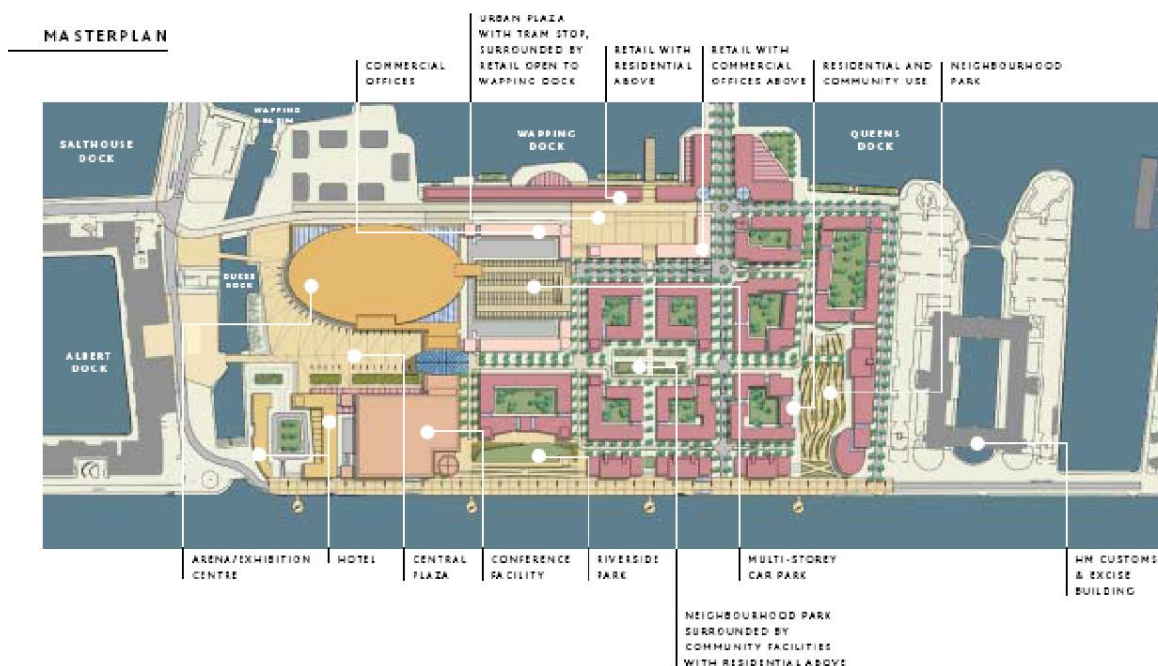 MASTERPLAN
COMMERCIAL
OFFICES
URBAN PLAZA
WITH TRAM STOP,
SURROUNDED BY
RETAIL OPEN TO
WAPPING DOCK
RETAIL WITH
RESIDENTIAL
ABOVE
RETAIL WITH
COMMERCIAL
OFFICES ABOVE
RESIDENTIAL AND
COMMUNITY USE
NEIGHBOURHOOD
PARK
WAPPING
BASIN
SALTHOUSE
DOCK
WAPPING
DOCK
QUEENS
DOCK
DUKES
DOCK
ALBERT
DOCK
ARENA/EXHIBITION
CENTRE
HOTEL
CENTRAL
PLAZA
CONFERENCE
FACILITY
RIVERSIDE
PARK
MULTI-STOREY
CAR PARK
HM CUSTOMS
& EXCISE
BUILDING
NEIGHBOURHOOD PARK
SURROUNDED BY
COMMUNITY FACILITIES
WITH RESIDENTIAL ABOVE